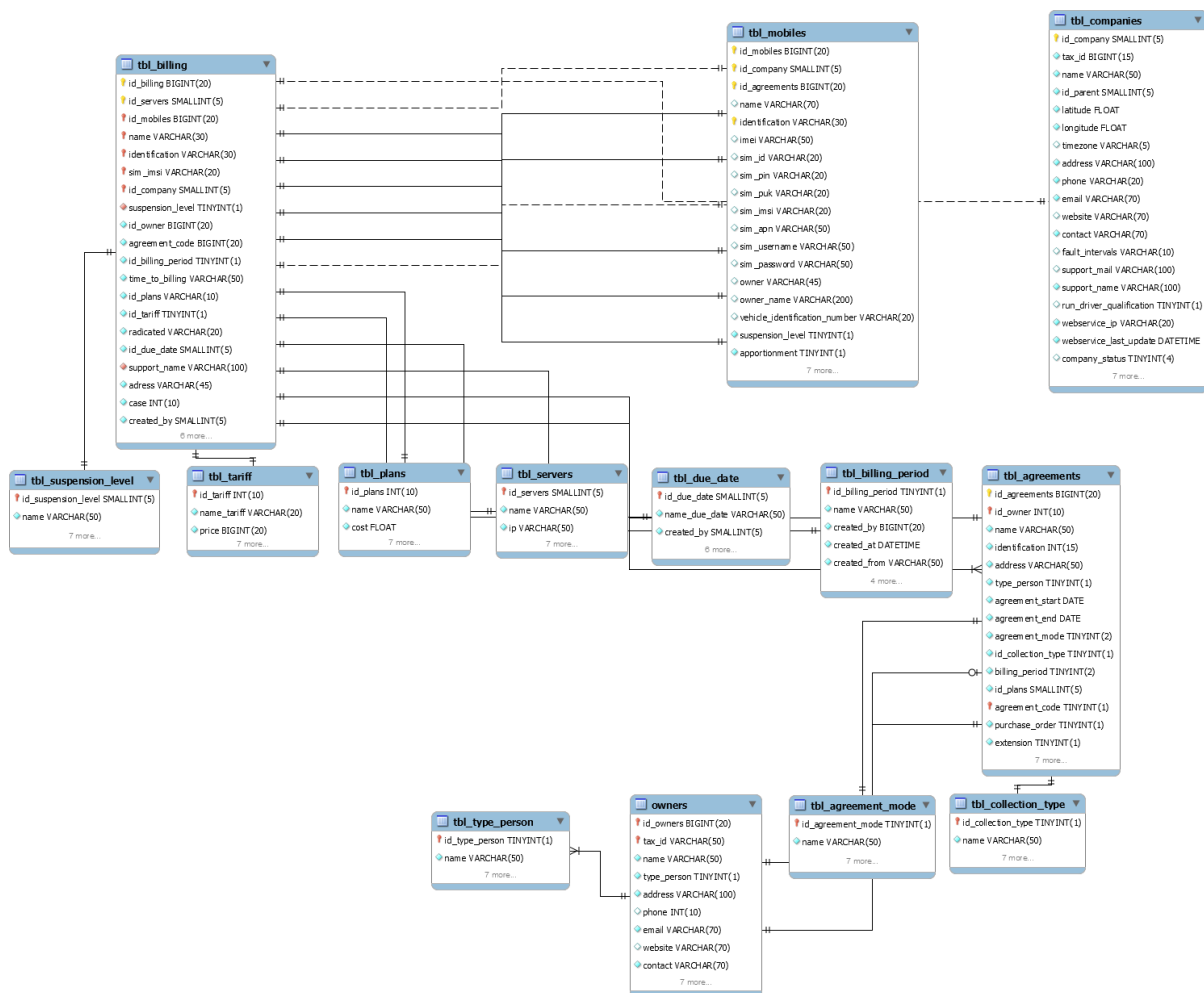 tbl_billing
id_billing BIGINT(20)
id_servers SMALLINT(5)
id_mobiles BIGINT(20)
name VARCHAR(30)
identification VARCHAR(30)
sim_imsi VARCHAR(20)
id_company SMALLINT(5)
suspension_level TINYINT(1)
id_owner BIGINT(20)
agreement_code BIGINT(20)
id_billing_period TINYINT(1)
time_to_billing VARCHAR(50)
id_plans VARCHAR(10)
id_tariff TINYINT(1)
radicated VARCHAR(20)
id_due_date SMALLINT(5)
support_name VARCHAR(100)
adress VARCHAR(45)
case INT(10)
created_by SMALLINT(5)
6 more...
tbl_mobiles
id_mobiles BIGINT(20)
id_company SMALLINT(5)
id_agreements BIGINT(20)
name VARCHAR(70)
identification VARCHAR(30)
imei VARCHAR(50)
sim_id VARCHAR(20)
sim_pin VARCHAR(20)
sim_puk VARCHAR(20)
sim_imsi VARCHAR(20)
sim_apn VARCHAR(50)
sim_username VARCHAR(50)
sim_password VARCHAR(50)
owner VARCHAR(45)
owner_name VARCHAR(200)
vehicle_identification_number VARCHAR(20)
suspension_level TINYINT(1)
apportionment TINYINT(1)
7 more...
tbl_companies
id_company SMALLINT(5)
tax_id BIGINT(15)
name VARCHAR(50)
id_parent SMALLINT(5)
latitude FLOAT
longitude FLOAT
timezone VARCHAR(5)
address VARCHAR(100)
phone VARCHAR(20)
email VARCHAR(70)
website VARCHAR(70)
contact VARCHAR(70)
fault_intervals VARCHAR(10)
support_mail VARCHAR(100)
support_name VARCHAR(100)
run_driver_qualification TINYINT(1)
webservice_ip VARCHAR(20)
webservice_last_update DATETIME
company_status TINYINT(4)
7 more...
tbl_suspension_level
id_suspension_level SMALLINT(5)
name VARCHAR(50)
7 more...
tbl_tariff
id_tariff INT(10)
name_tariff VARCHAR(20)
price BIGINT(20)
7 more...
tbl_plans
id_plans INT(10)
name VARCHAR(50)
cost FLOAT
7 more...
tbl_servers
id_servers SMALLINT(5)
name VARCHAR(50)
ip VARCHAR(50)
7 more...
tbl_due_date
id_due_date SMALLINT(5)
name_due_date VARCHAR(50)
created_by SMALLINT(5)
6 more...
tbl_billing_period
id_billing_period TINYINT(1)
name VARCHAR(50)
created_by BIGINT(20)
created_at DATETIME
created_from VARCHAR(50)
4 more...
tbl_agreements
id_agreements BIGINT(20)
id_owner INT(10)
name VARCHAR(50)
identification INT(15)
address VARCHAR(50)
type_person TINYINT(1)
agreement_start DATE
agreement_end DATE
agreement_mode TINYINT(2)
id_collection_type TINYINT(1)
billing_period TINYINT(2)
id_plans SMALLINT(5)
agreement_code TINYINT(1)
purchase_order TINYINT(1)
extension TINYINT(1)
7 more...
tbl_type_person
id_type_person TINYINT(1)
name VARCHAR(50)
7 more...
owners
id_owners BIGINT(20)
tax_id VARCHAR(50)
name VARCHAR(50)
type_person TINYINT(1)
address VARCHAR(100)
phone INT(10)
email VARCHAR(70)
website VARCHAR(70)
contact VARCHAR(70)
7 more...
tbl_agreement_mode
id_agreement_mode TINYINT(1)
name VARCHAR(50)
7 more...
tbl_collection_type
id_collection_type TINYINT(1)
name VARCHAR(50)
7 more...